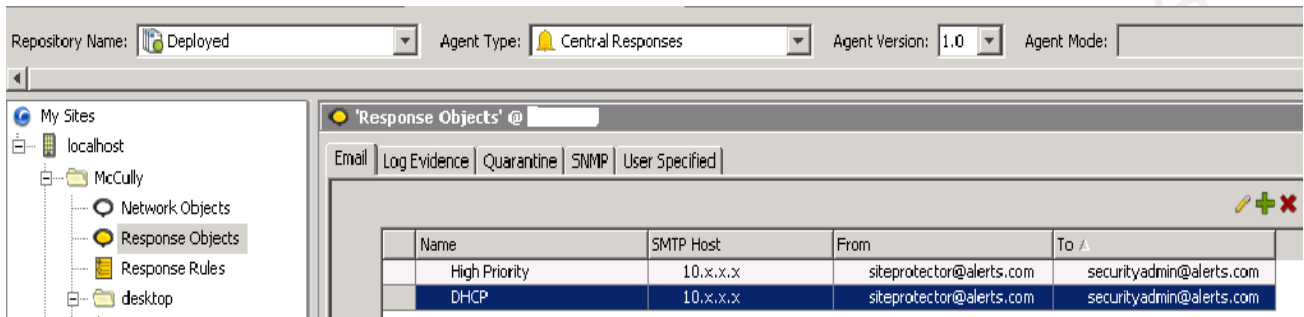 Repository Name: Deployed Agent Type: Central Responses Agent Version: 1.0 Agent Mode:
My Sites
localhost
McCully
Network Objects
Response Objects
Response Rules
desktop
'Response Objects' @
Email Log Evidence Quarantine SNMP User Specified
Name SMTP Host From To
High Priority 10.x.x.x siteprotector@alerts.com securityadmin@alerts.com
DHCP 10.x.x.x siteprotector@alerts.com securityadmin@alerts.com